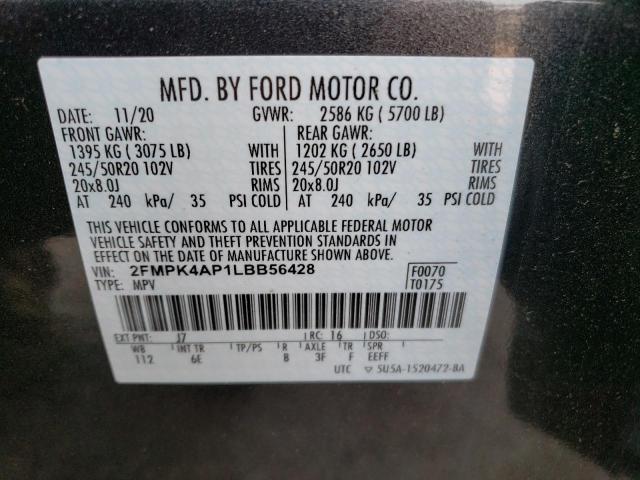 MFD. BY FORD MOTOR CO.
DATE: 11/20 GVWR: 2586 KG ( 5700 LB)
FRONT GAWR: REAR GAWR:
1395 KG ( 3075 LB) WITH 1202 KG ( 2650 LB) WITH
245/50R20 102V TIRES 245/50R20 102V TIRES
20x8.0J RIMS 20x8.0J RIMS
AT 240 kPa/ 35 PSI COLD AT 240 kPa/ 35 PSI COLD
THIS VEHICLE CONFORMS TO ALL APPLICABLE FEDERAL MOTOR
VEHICLE SAFETY AND THEFT PREVENTION STANDARDS IN
EFFECT ON THE DATE OF MANUFACTURE SHOWN ABOVE.
VIN: 2FMPK4AP1LBB56428 F0070
TYPE: MPV T0175
EXT PNT: J7 RC: 16 DSO:
WB INT TR TP/PS R AXLE TR SPR
112 6E 8 3F F EEFF
UTC ▽ 5U5A-1520472-BA